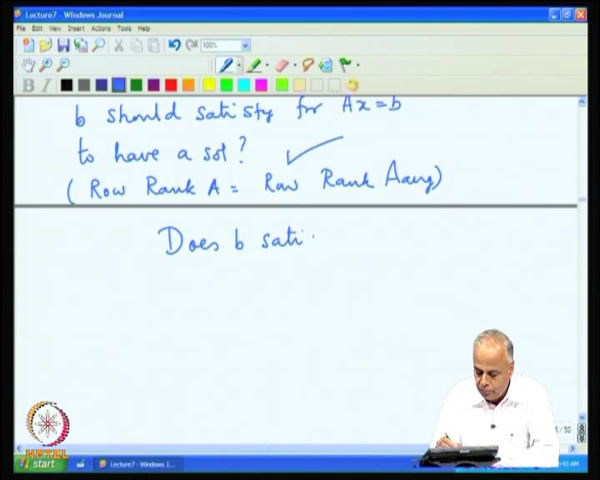 Lecture7 - Windows Journal
File Edit View Insert Actions Tools Help
100%
B I
b should satisfy for Ax=b
to have a sol?
(Row Rank A = Row Rank Aaug)
Does b sati
NPTEL
start
Lecture7 - Windows J...